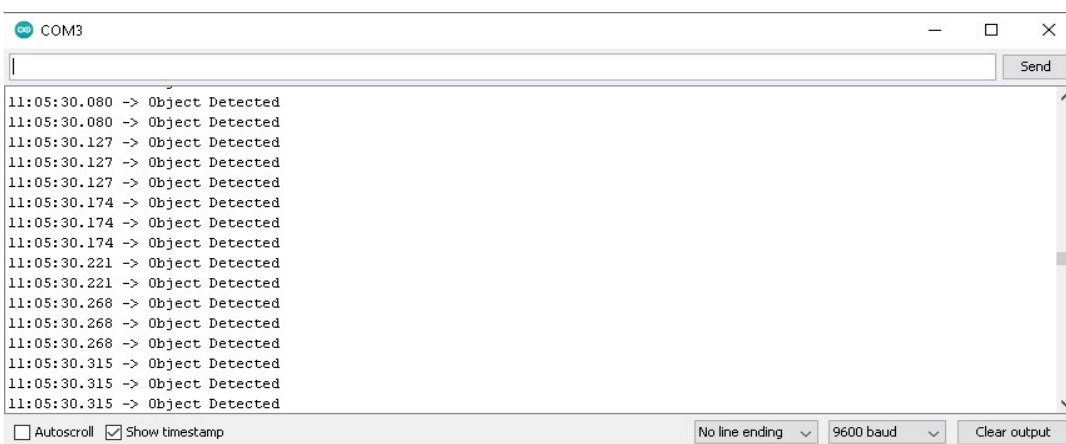 COM3
Send
11:05:30.080 -> Object Detected
11:05:30.080 -> Object Detected
11:05:30.127 -> Object Detected
11:05:30.127 -> Object Detected
11:05:30.127 -> Object Detected
11:05:30.174 -> Object Detected
11:05:30.174 -> Object Detected
11:05:30.174 -> Object Detected
11:05:30.221 -> Object Detected
11:05:30.221 -> Object Detected
11:05:30.268 -> Object Detected
11:05:30.268 -> Object Detected
11:05:30.268 -> Object Detected
11:05:30.315 -> Object Detected
11:05:30.315 -> Object Detected
11:05:30.315 -> Object Detected
Autoscroll Show timestamp No line ending 9600 baud Clear output